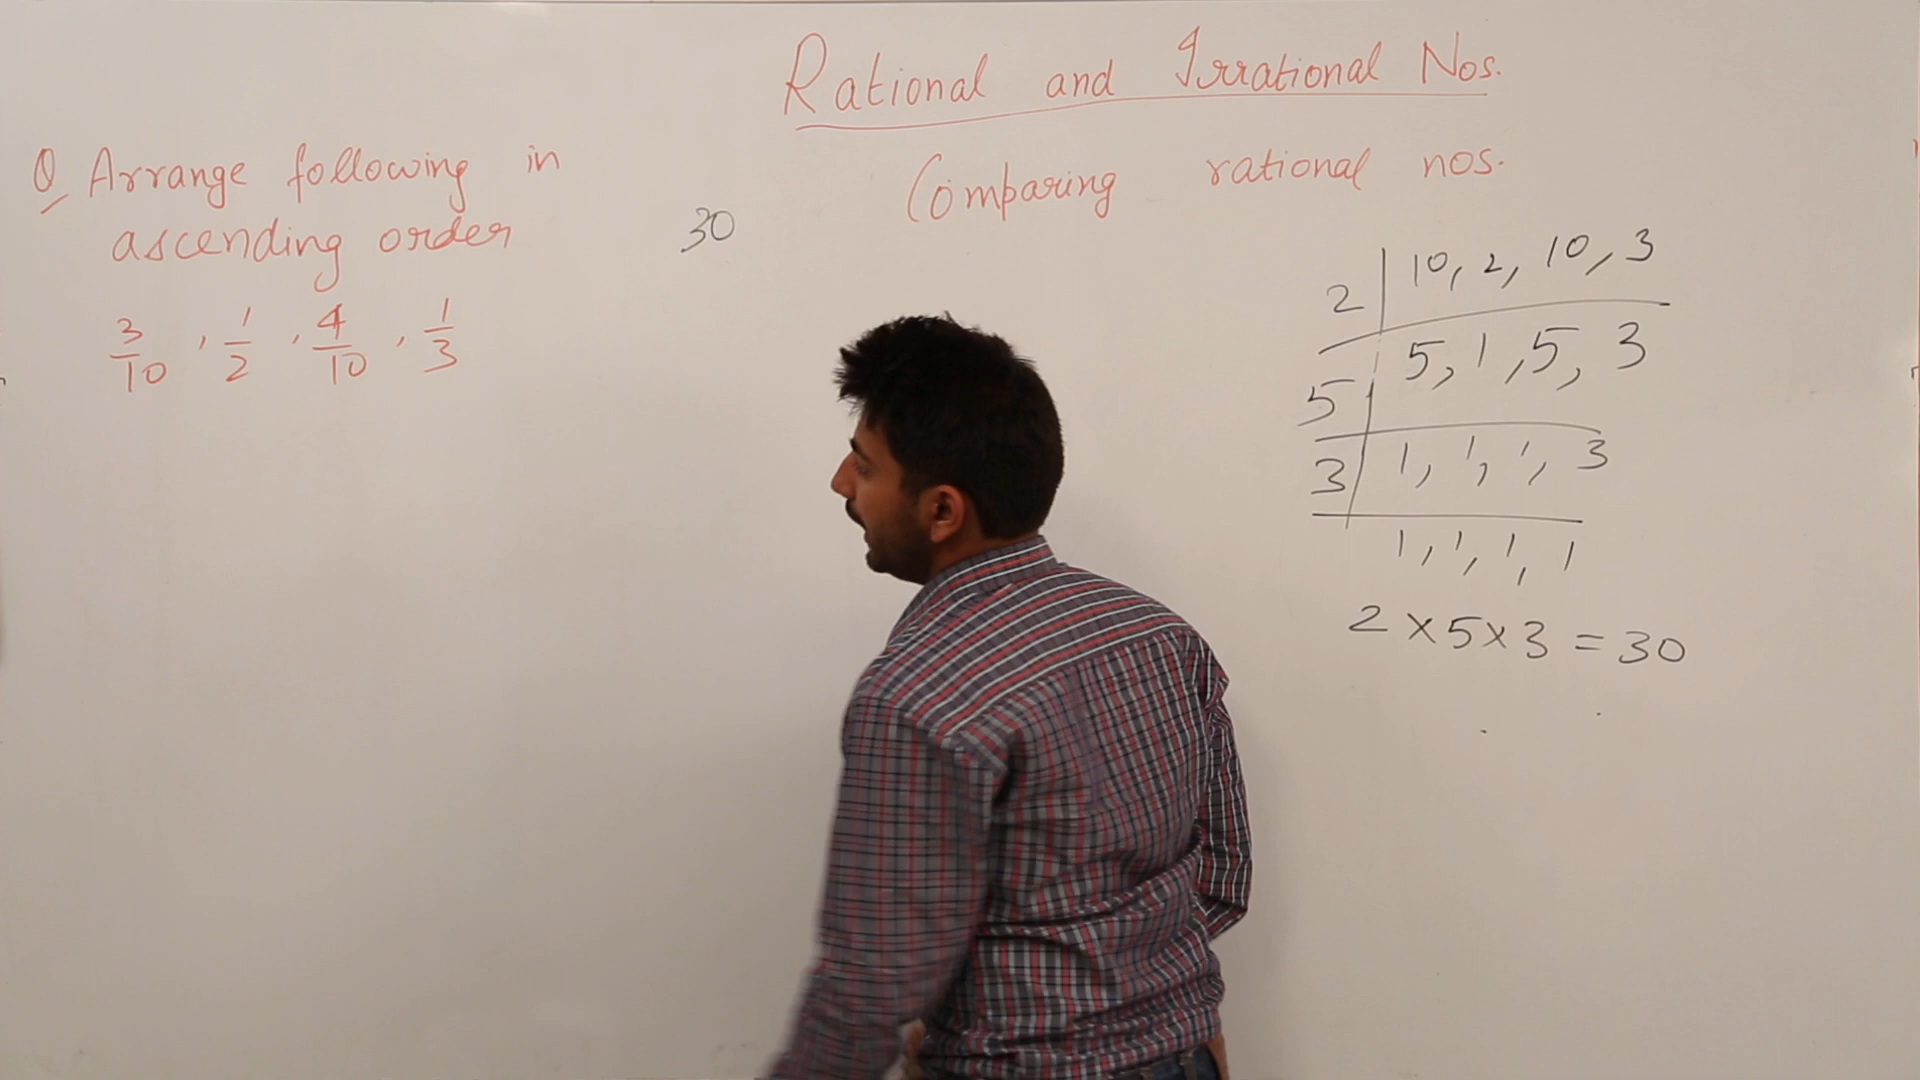 Rational and Irrational Nos.
Comparing rational nos.
Q Arrange following in
ascending order
3/10 , 1/2 , 4/10 , 1/3
30
2 | 10, 2, 10, 3
5 | 5, 1, 5, 3
3 | 1, 1, 1, 3
1, 1, 1, 1
2 × 5 × 3 = 30